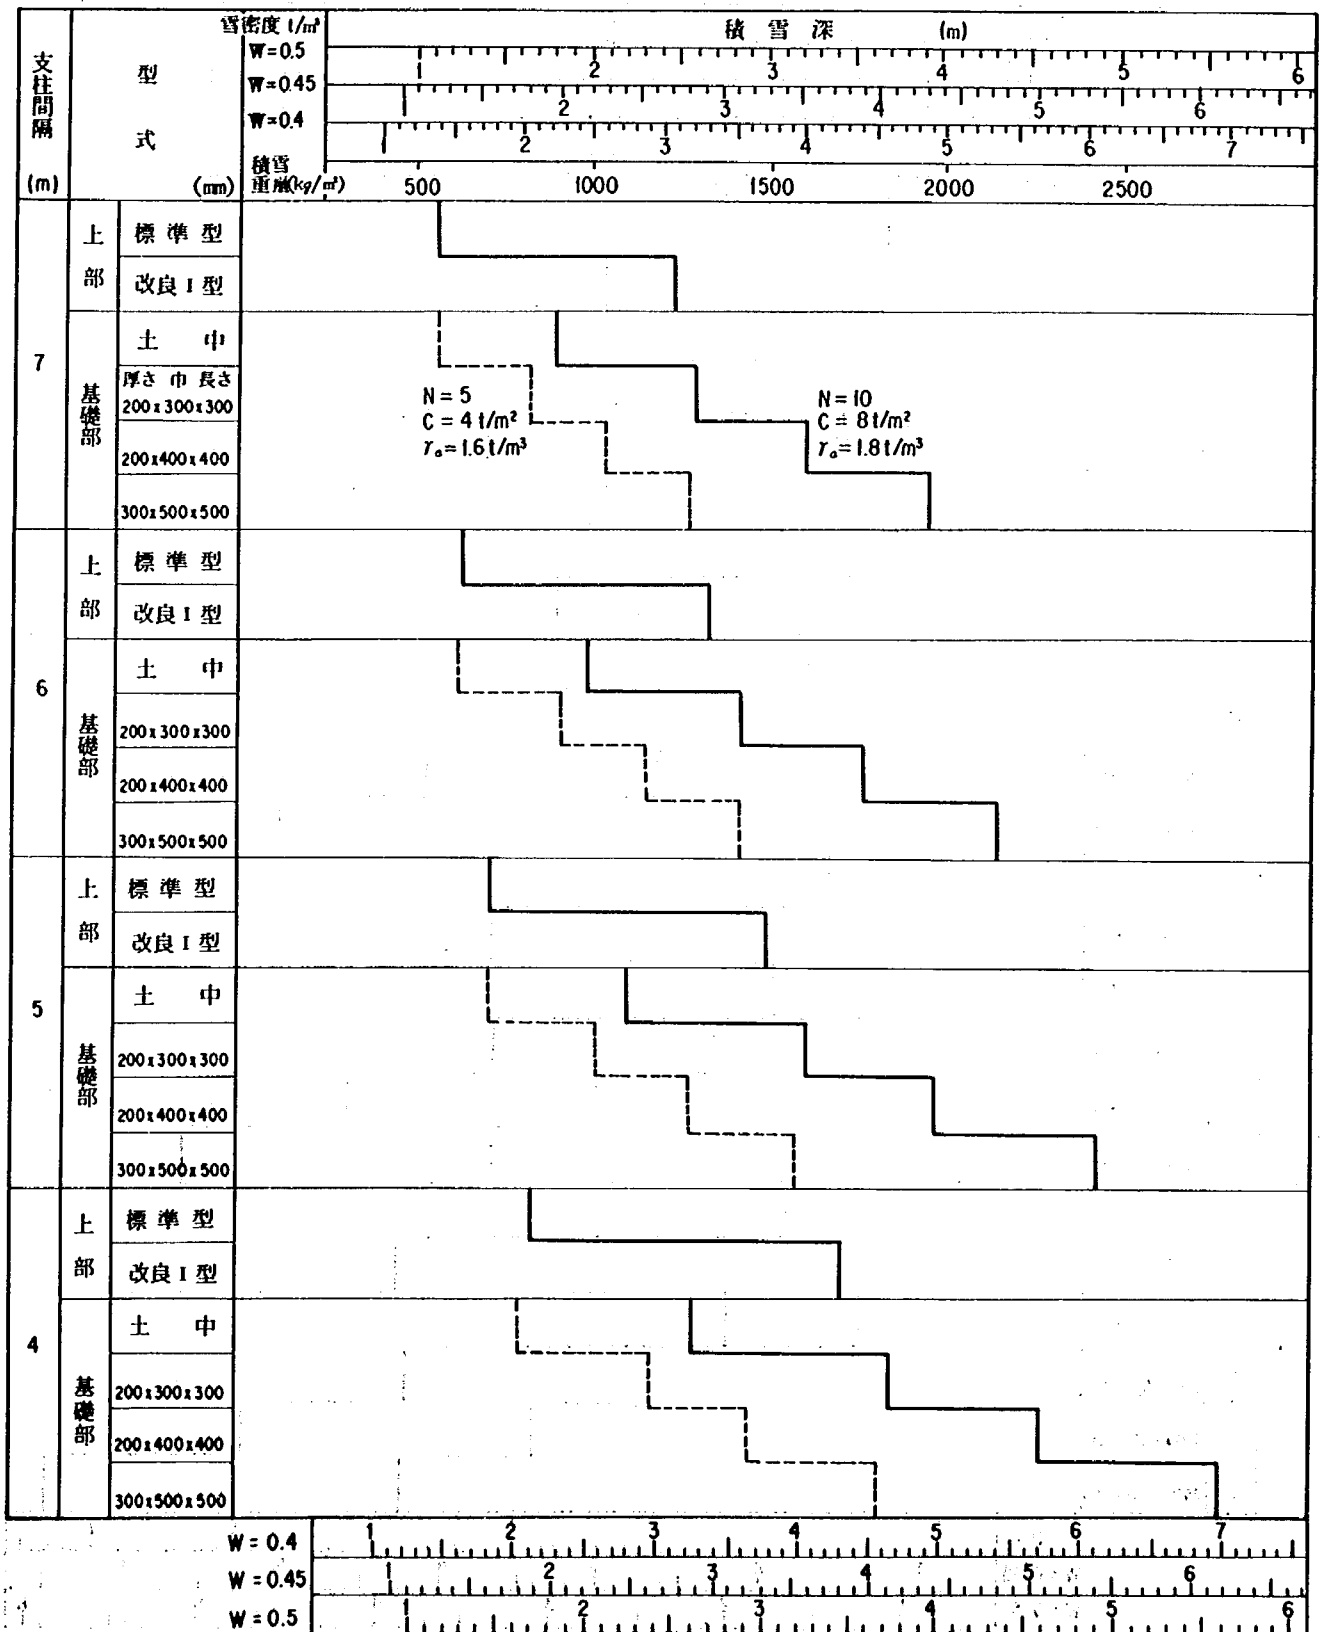 支柱間隔
(m)
型
式
(mm)
雪密度 t/m³
積雪深 (m)
W=0.5
2 3 4 5 6
W=0.45
2 3 4 5 6
W=0.4
2 3 4 5 6 7
積雪
重量(kg/m²) 500 1000 1500 2000 2500
7
上部
標準型
改良I型
基礎部
土中
厚さ 巾 長さ
200x300x300
200x400x400
300x500x500
N=5
C=4t/m²
γa=1.6t/m³
N=10
C=8t/m²
γa=1.8t/m³
6
上部
標準型
改良I型
基礎部
土中
200x300x300
200x400x400
300x500x500
5
上部
標準型
改良I型
基礎部
土中
200x300x300
200x400x400
300x500x500
4
上部
標準型
改良I型
基礎部
土中
200x300x300
200x400x400
300x500x500
W=0.4 1 2 3 4 5 6 7
W=0.45 1 2 3 4 5 6
W=0.5 1 2 3 4 5 6